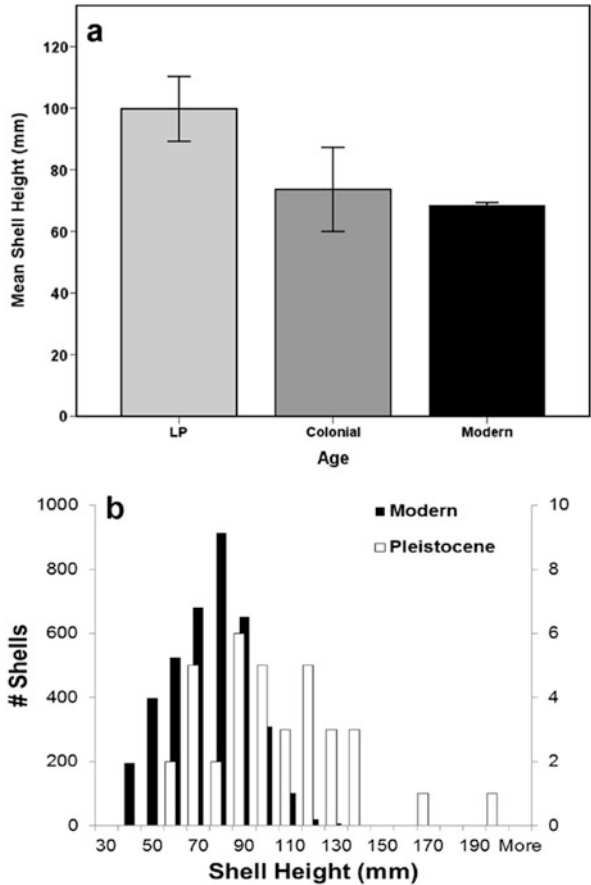 a
120
100
80
60
40
20
0
Mean Shell Height (mm)
LP Colonial Modern
Age
b
Modern
Pleistocene
1000
800
600
400
200
0
# Shells
10
8
6
4
2
0
30 50 70 90 110 130 150 170 190 More
Shell Height (mm)